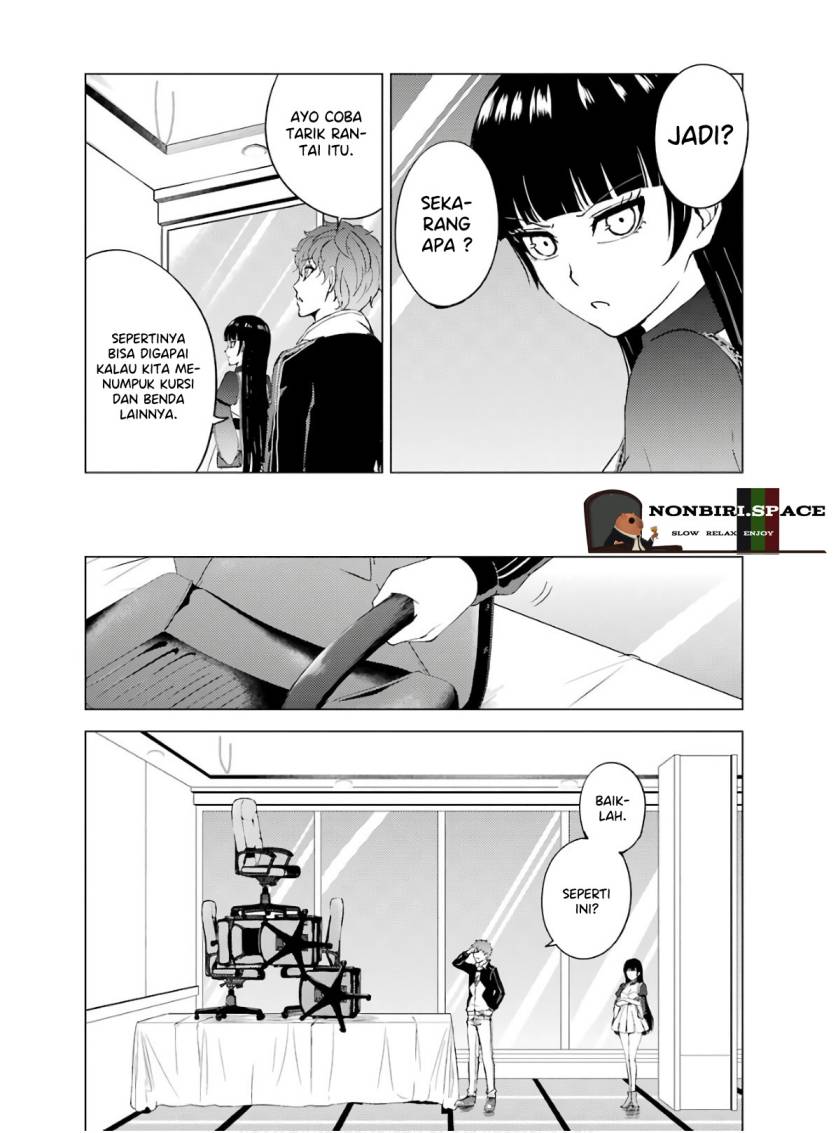 JADI?
SEKA-
RANG
APA ?
AYO COBA
TARIK RAN-
TAI ITU.
SEPERTINYA
BISA DIGAPAI
KALAU KITA ME-
NUMPUK KURSI
DAN BENDA
LAINNYA.
NONBIRI.SPACE
SLOW RELAX ENJOY
BAIK-
LAH.
SEPERTI
INI?